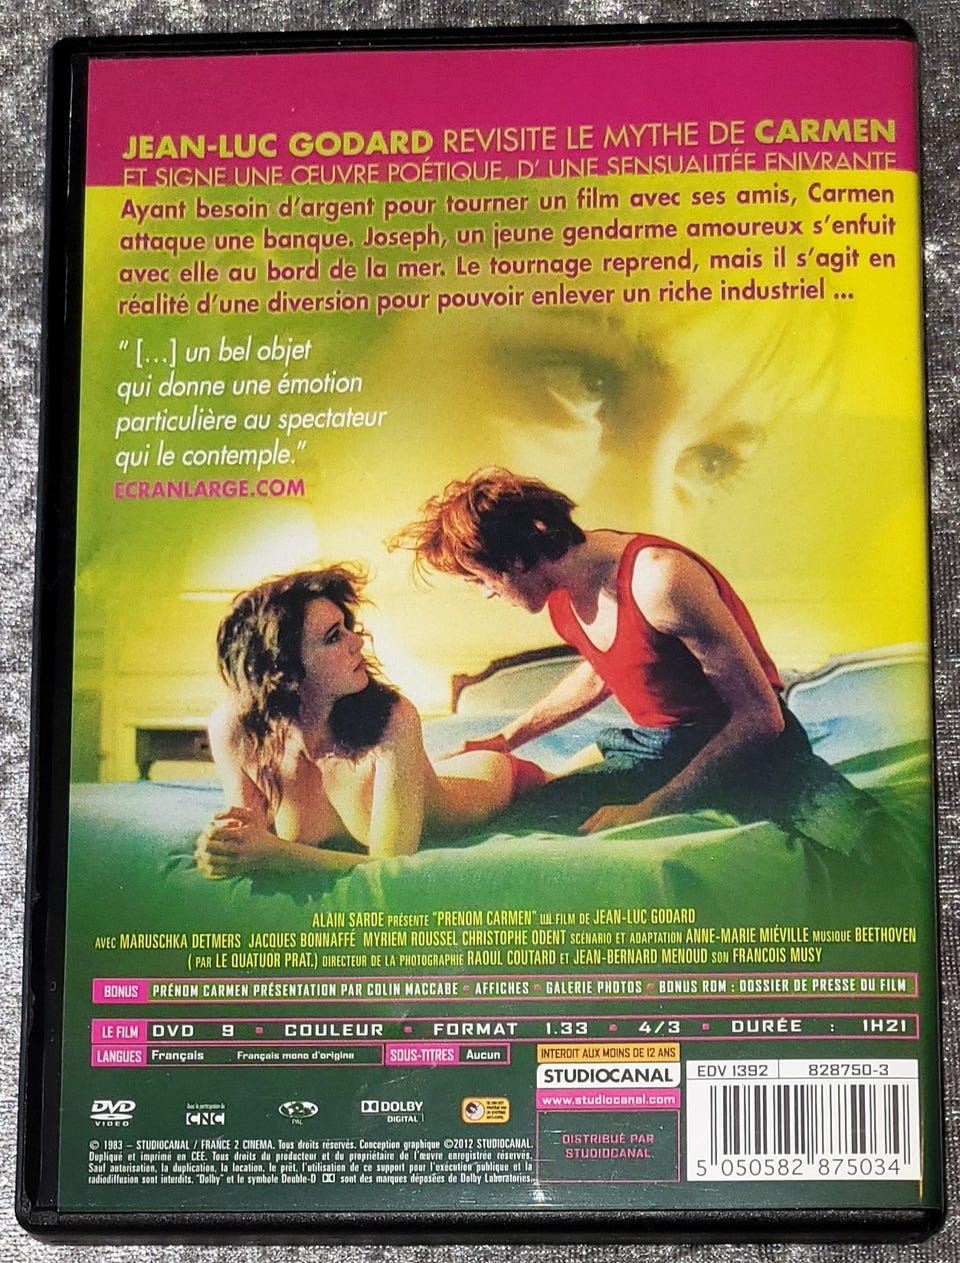 JEAN-LUC GODARD REVISITE LE MYTHE DE CARMEN
ET SIGNE UNE ŒUVRE POÉTIQUE, D' UNE SENSUALITÉE ENIVRANTE
Ayant besoin d'argent pour tourner un film avec ses amis, Carmen
attaque une banque. Joseph, un jeune gendarme amoureux s'enfuit
avec elle au bord de la mer. Le tournage reprend, mais il s'agit en
réalité d'une diversion pour pouvoir enlever un riche industriel ...
" [...] un bel objet
qui donne une émotion
particulière au spectateur
qui le contemple."
ECRANLARGE.COM
ALAIN SARDE PRÉSENTE "PRENOM CARMEN" UN FILM DE JEAN-LUC GODARD
AVEC MARUSCHKA DETMERS JACQUES BONNAFFÉ MYRIEM ROUSSEL CHRISTOPHE ODENT SCÉNARIO ET ADAPTATION ANNE-MARIE MIÉVILLE MUSIQUE BEETHOVEN
( PAR LE QUATUOR PRAT.) DIRECTEUR DE LA PHOTOGRAPHIE RAOUL COUTARD ET JEAN-BERNARD MENOUD SON FRANCOIS MUSY
BONUS PRÉNOM CARMEN PRÉSENTATION PAR COLIN MACCABE - AFFICHES - GALERIE PHOTOS - BONUS ROM : DOSSIER DE PRESSE DU FILM
LE FILM DVD 9 - COULEUR - FORMAT 1.33 - 4/3 - DURÉE : 1H21
LANGUES Français Français mono d'origine SOUS-TITRES Aucun
INTERDIT AUX MOINS DE 12 ANS
STUDIOCANAL
www.studiocanal.com
DISTRIBUÉ PAR
STUDIOCANAL
EDV 1392 828750-3
5 050582 875034
DVD
VIDEO
Avec la participation du
CNC
PAL
DOLBY
DIGITAL
© 1983 – STUDIOCANAL / FRANCE 2 CINEMA. Tous droits réservés. Conception graphique ©2012 STUDIOCANAL.
Dupliqué et imprimé en CEE. Tous droits du producteur et du propriétaire de l'œuvre enregistrée réservés.
Sauf autorisation, la duplication, la location, le prêt, l'utilisation de ce support pour l'exécution publique et la
radiodiffusion sont interdits. "Dolby" et le symbole Double-D sont des marques déposées de Dolby Laboratories.